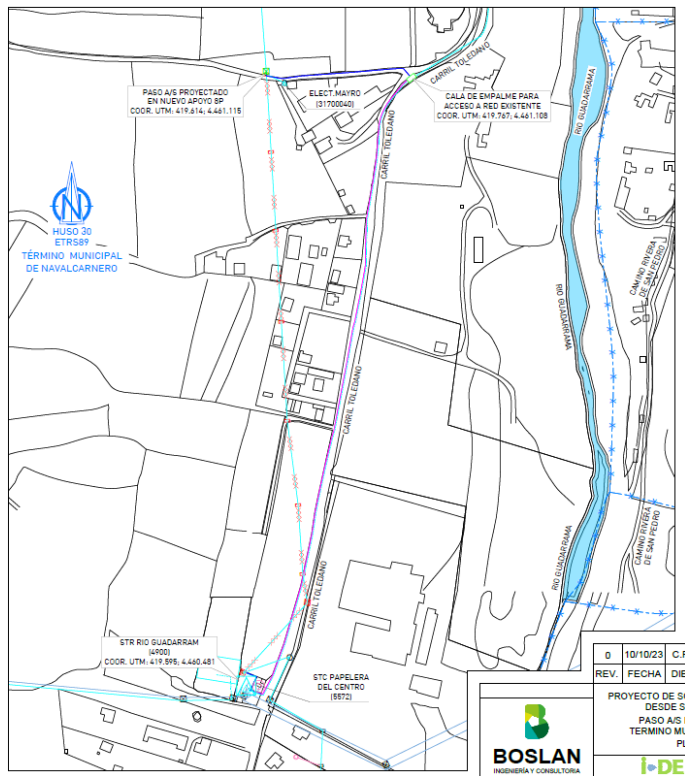 CARRIL TOLEDANO
RIO GUADARRAMA
PASO A/S PROYECTADO
EN NUEVO APOYO BP
COOR. UTM: 419.614; 4.461.115
ELECT.MAYRO
(31700040)
CALA DE EMPALME PARA
ACCESO A RED EXISTENTE
COOR. UTM: 419.767; 4.461.108
CARRIL TOLEDANO
N
HUSO 30
ETRS89
TÉRMINO MUNICIPAL
DE NAVALCARNERO
CAMINO RIVERA
DE SAN PEDRO
RIO GUADARRAMA
CARRIL TOLEDANO
RIO GUADARRAMA
CAMINO RIVERA
DE SAN PEDRO
CARRIL TOLEDANO
STR RIO GUADARRAM
(4900)
COOR. UTM: 419.595; 4.460.481
STC PAPELERA
DEL CENTRO
(5572)
0 10/10/23
REV. FECHA
PROYECTO DE
DESDE
PASO A/S
TERMINO
BOSLAN
INGENIERÍA Y CONSULTORIA
i-DE